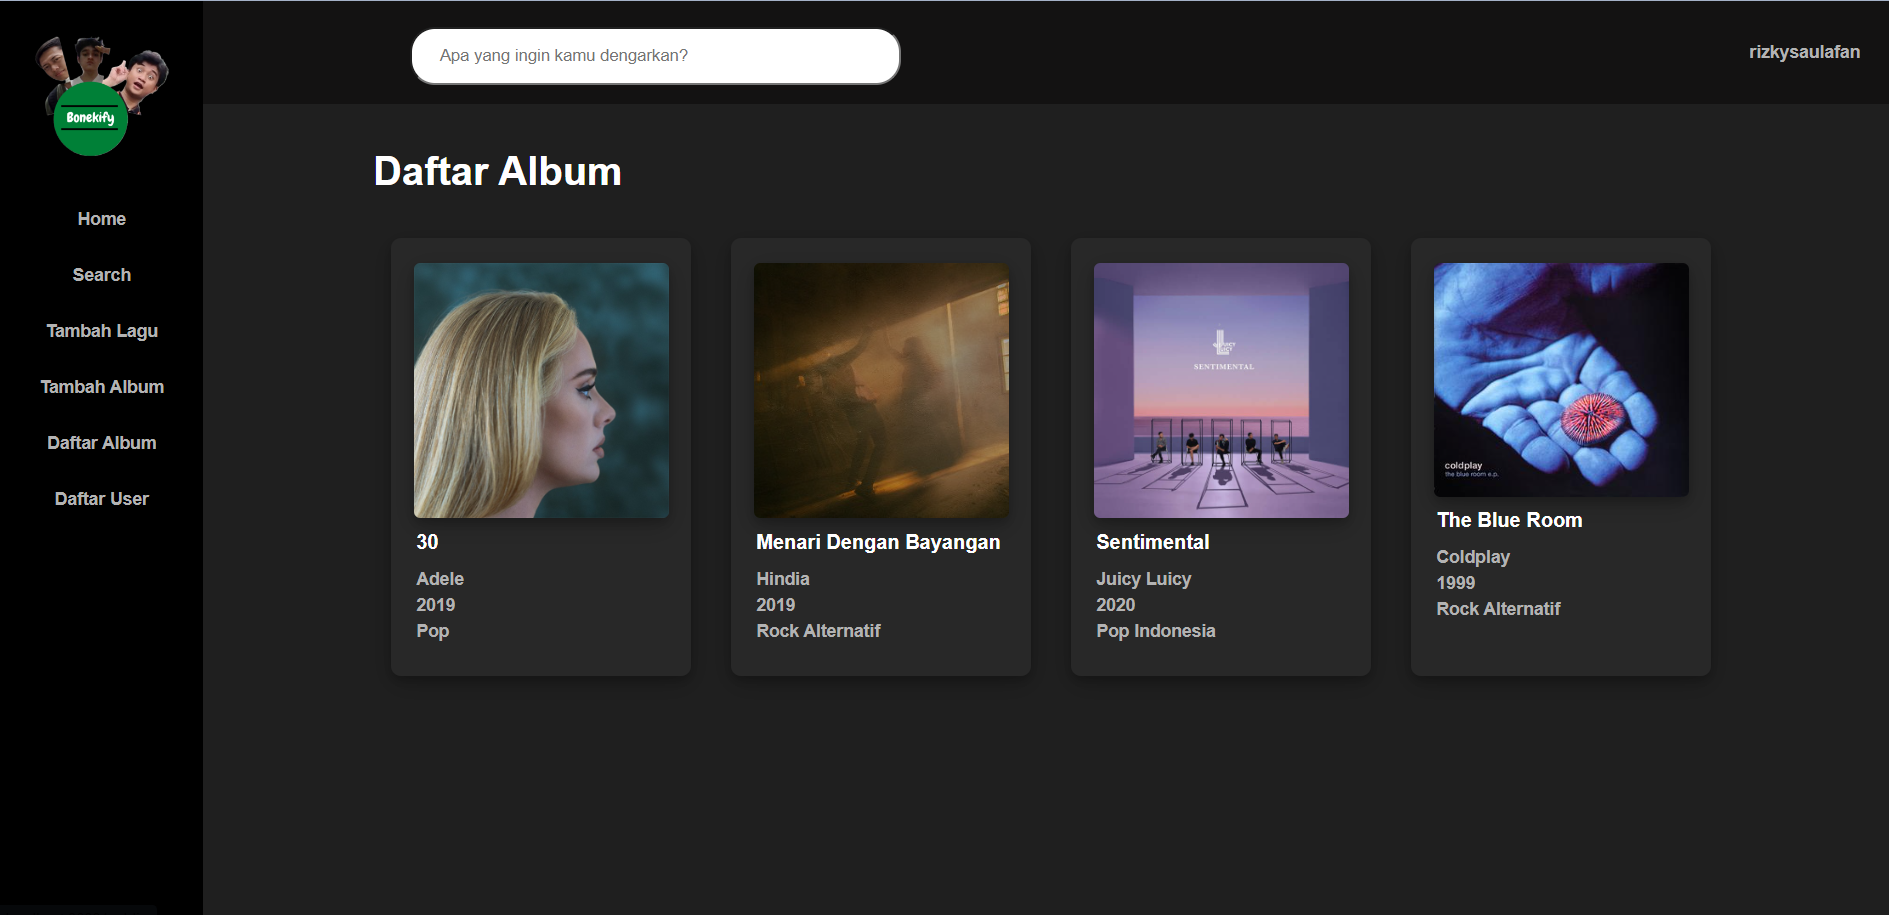 Bonekify
Home
Search
Tambah Lagu
Tambah Album
Daftar Album
Daftar User
Apa yang ingin kamu dengarkan?
rizkysaulafan
Daftar Album
30
Adele
2019
Pop
Menari Dengan Bayangan
Hindia
2019
Rock Alternatif
JUICY
LUICY
SENTIMENTAL
Sentimental
Juicy Luicy
2020
Pop Indonesia
coldplay
the blue room e.p.
The Blue Room
Coldplay
1999
Rock Alternatif